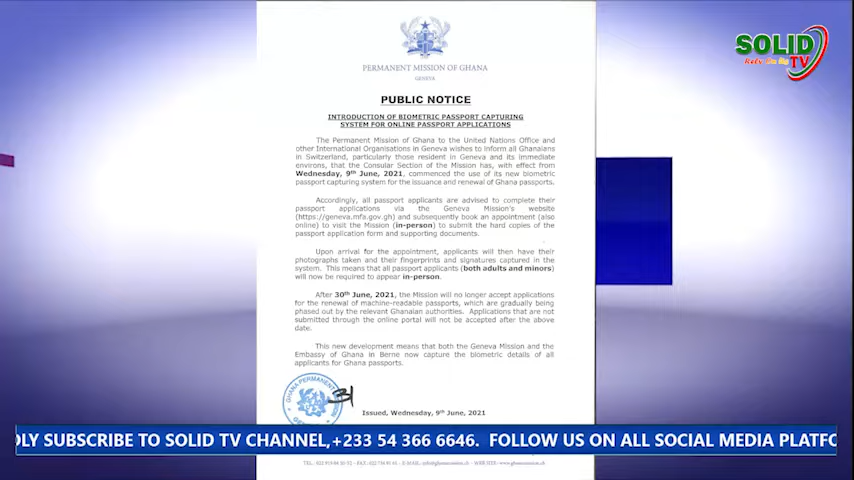 PERMANENT MISSION OF GHANA
GENEVA
SOLID
TV
Rely On Us
PUBLIC NOTICE
INTRODUCTION OF BIOMETRIC PASSPORT CAPTURING
SYSTEM FOR ONLINE PASSPORT APPLICATIONS
The Permanent Mission of Ghana to the United Nations Office and
other International Organisations in Geneva wishes to inform all Ghanaians
in Switzerland, particularly those resident in Geneva and its immediate
environs, that the Consular Section of the Mission has, with effect from
Wednesday, 9th June, 2021, commenced the use of its new biometric
passport capturing system for the issuance and renewal of Ghana passports.
Accordingly, all passport applicants are advised to complete their
passport applications via the Geneva Mission's website
(https://geneva.mfa.gov.gh) and subsequently book an appointment (also
online) to visit the Mission (in-person) to submit the hard copies of the
passport application form and supporting documents.
Upon arrival for the appointment, applicants will then have their
photographs taken and their fingerprints and signatures captured in the
system. This means that all passport applicants (both adults and minors)
will now be required to appear in-person.
After 30th June, 2021, the Mission will no longer accept applications
for the renewal of machine-readable passports, which are gradually being
phased out by the relevant Ghanaian authorities. Applications that are not
submitted through the online portal will not be accepted after the above
date.
This new development means that both the Geneva Mission and the
Embassy of Ghana in Berne now capture the biometric details of all
applicants for Ghana passports.
GHANA PERMANENT
Issued, Wednesday, 9th June, 2021
DLY SUBSCRIBE TO SOLID TV CHANNEL,+233 54 366 6646. FOLLOW US ON ALL SOCIAL MEDIA PLATFO